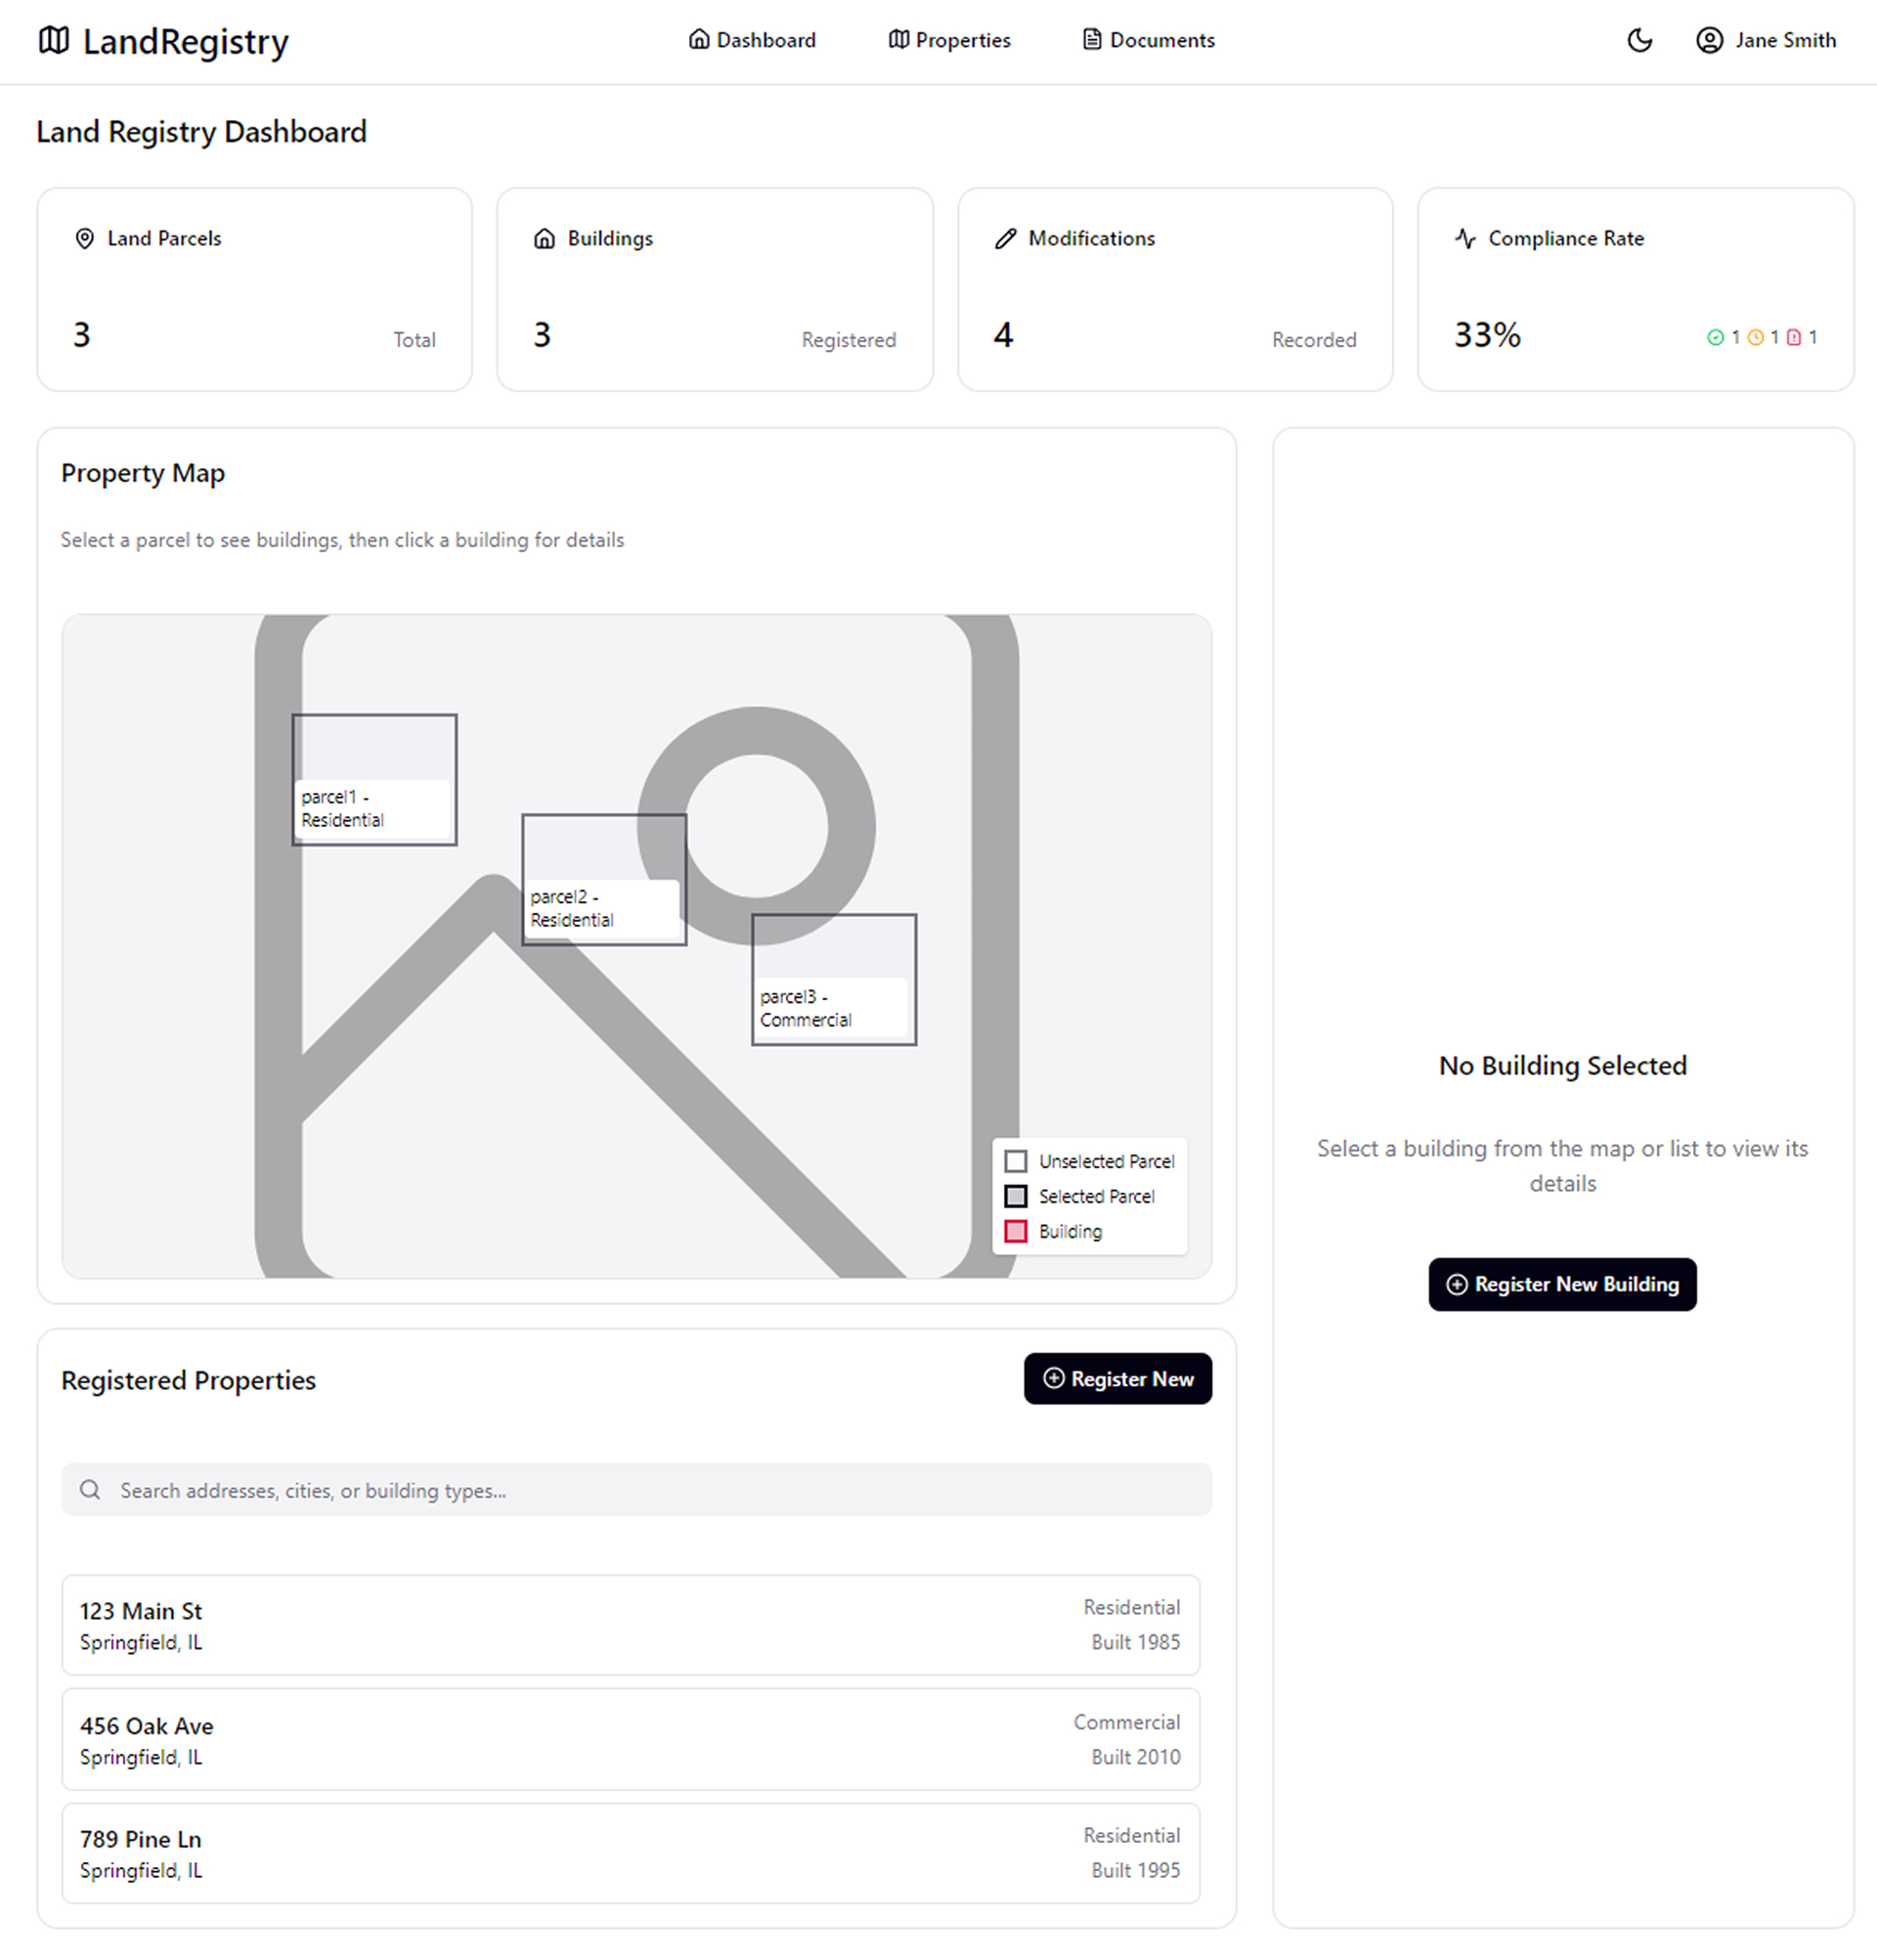 LandRegistry
Dashboard
Properties
Documents
Jane Smith
Land Registry Dashboard
Land Parcels
3
Total
Buildings
3
Registered
Modifications
4
Recorded
Compliance Rate
33%
1 1 1
Property Map
Select a parcel to see buildings, then click a building for details
parcel1 -
Residential
parcel2 -
Residential
parcel3 -
Commercial
Unselected Parcel
Selected Parcel
Building
No Building Selected
Select a building from the map or list to view its
details
Register New Building
Registered Properties
Register New
Search addresses, cities, or building types...
123 Main St
Springfield, IL
Residential
Built 1985
456 Oak Ave
Springfield, IL
Commercial
Built 2010
789 Pine Ln
Springfield, IL
Residential
Built 1995